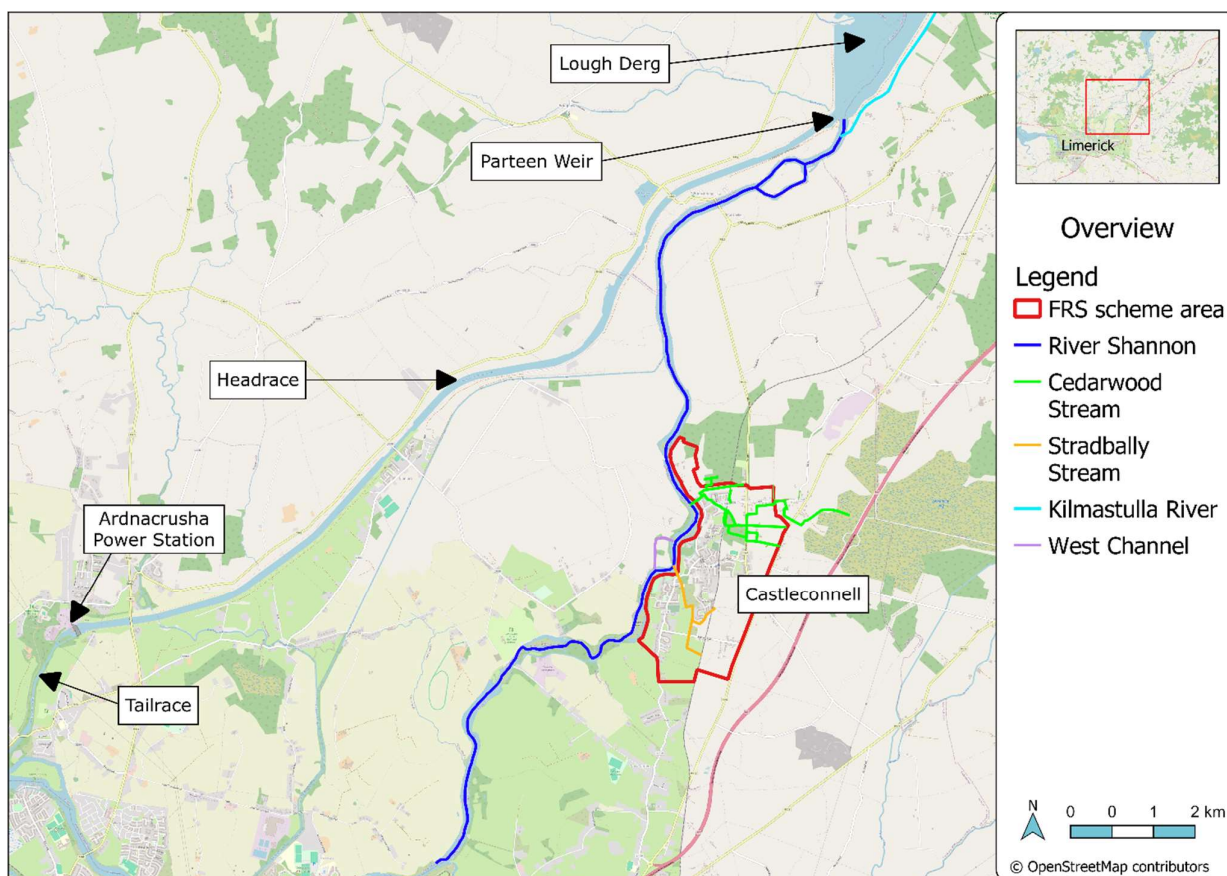 Lough Derg
Parteen Weir
Headrace
Ardnacrusha
Power Station
Tailrace
Castleconnell
Limerick
Overview
Legend
FRS scheme area
River Shannon
Cedarwood
Stream
Stradbally
Stream
Kilmastulla River
West Channel
N
0 0 1 2 km
© OpenStreetMap contributors